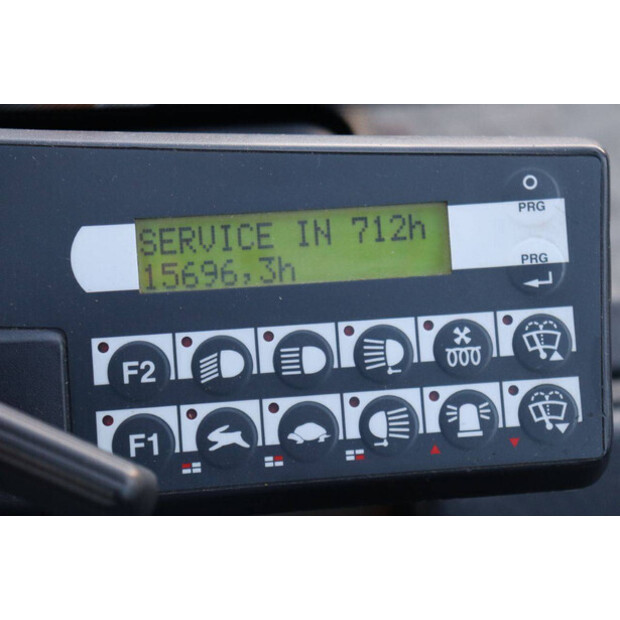 PRG
SERVICE IN 712h
15696,3h
PRG
F2
F1